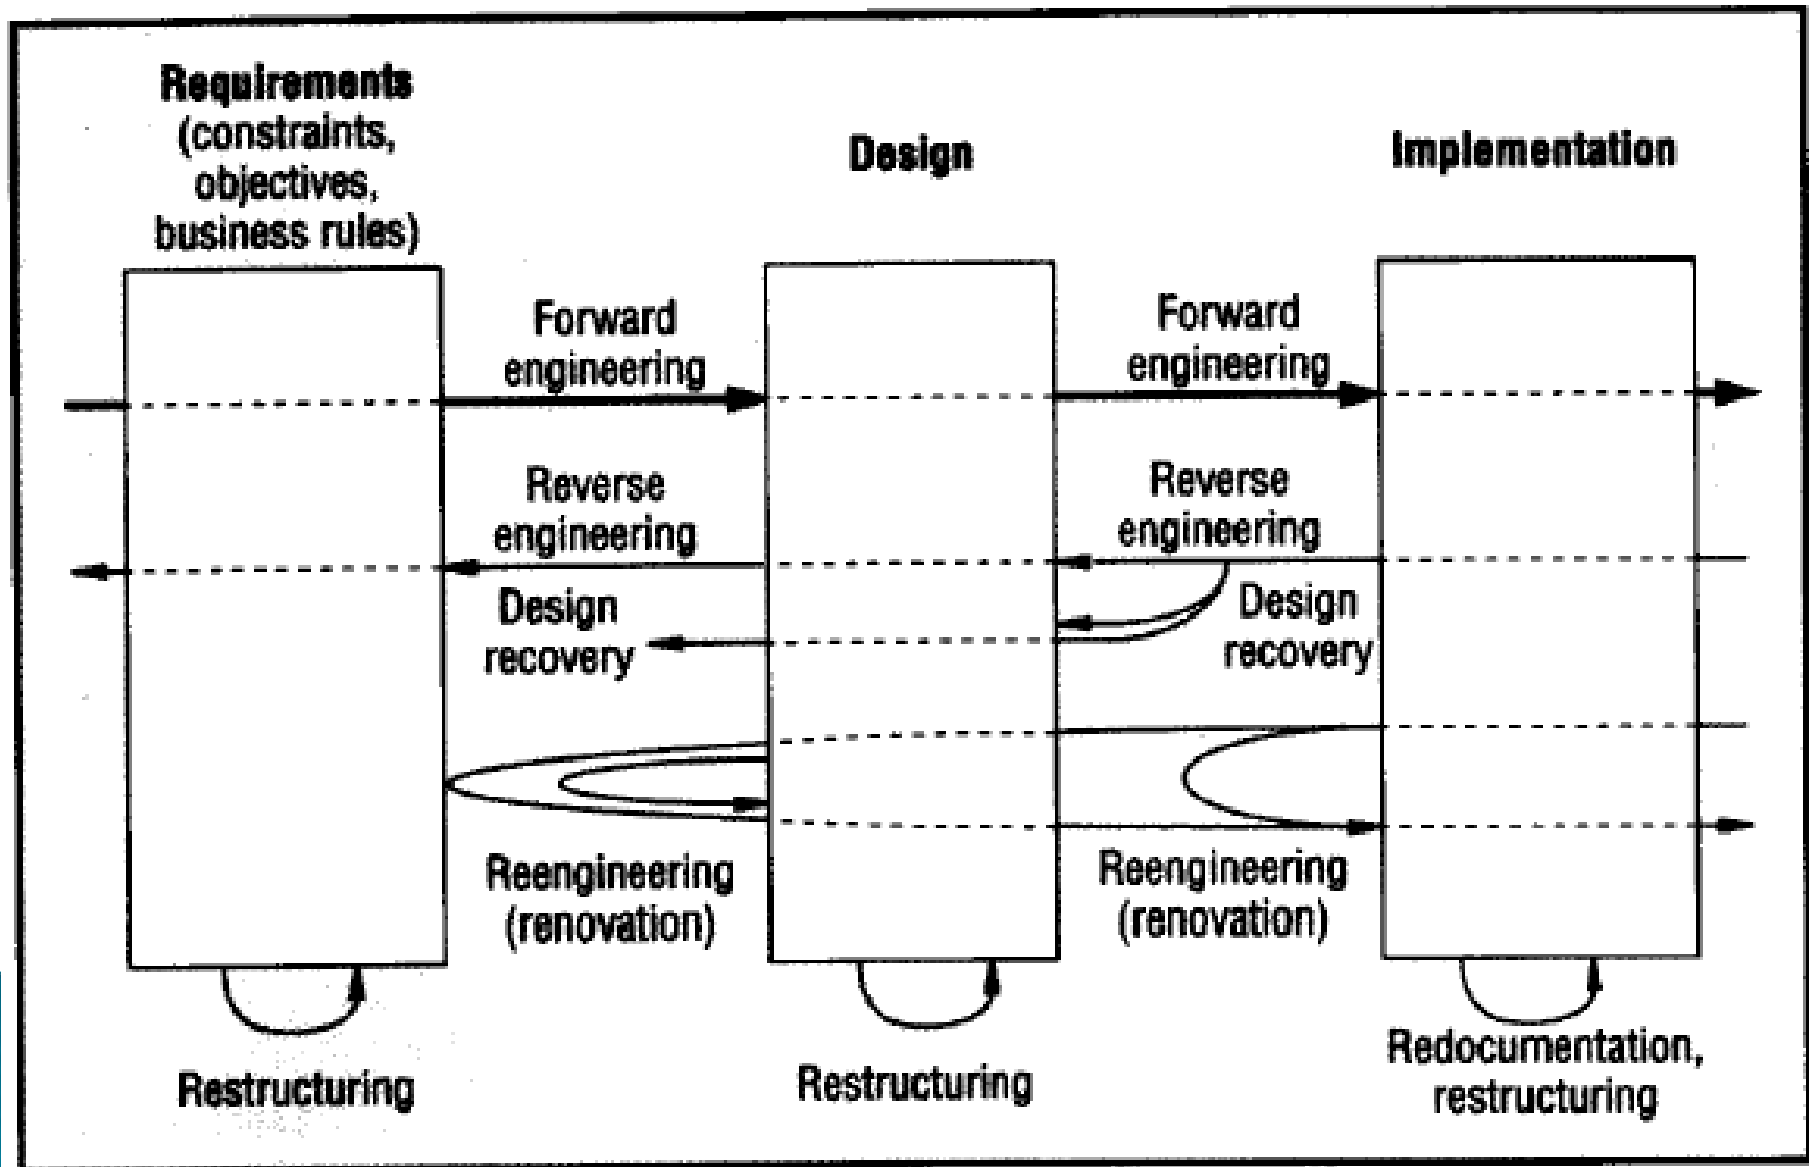 Requirements
(constraints,
objectives,
business rules)
Design
Implementation
Forward
engineering
Forward
engineering
Reverse
engineering
Reverse
engineering
Design
recovery
Design
recovery
Reengineering
(renovation)
Reengineering
(renovation)
Restructuring
Restructuring
Redocumentation,
restructuring